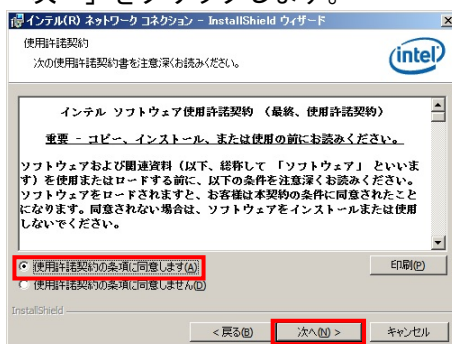 」をクリックします。
インテル(R) ネットワーク コネクション - InstallShield ウィザード
使用許諾契約
次の使用許諾契約書を注意深くお読みください。
intel
インテル ソフトウェア使用許諾契約 （最終、使用許諾契約）
重要 - コピー、インストール、または使用の前にお読みください。
ソフトウェアおよび関連資料（以下、総称して 「ソフトウェア」 といいま
す）を使用またはロードする前に、以下の条件を注意深くお読みください。
ソフトウェアをロードされますと、お客様は本契約の条件に同意されたこと
になります。同意されない場合は、ソフトウェアをインストールまたは使用
しないでください。
使用許諾契約の条項に同意します(A)
印刷(P)
使用許諾契約の条項に同意しません(D)
InstallShield
< 戻る(B)
次へ(N) >
キャンセル